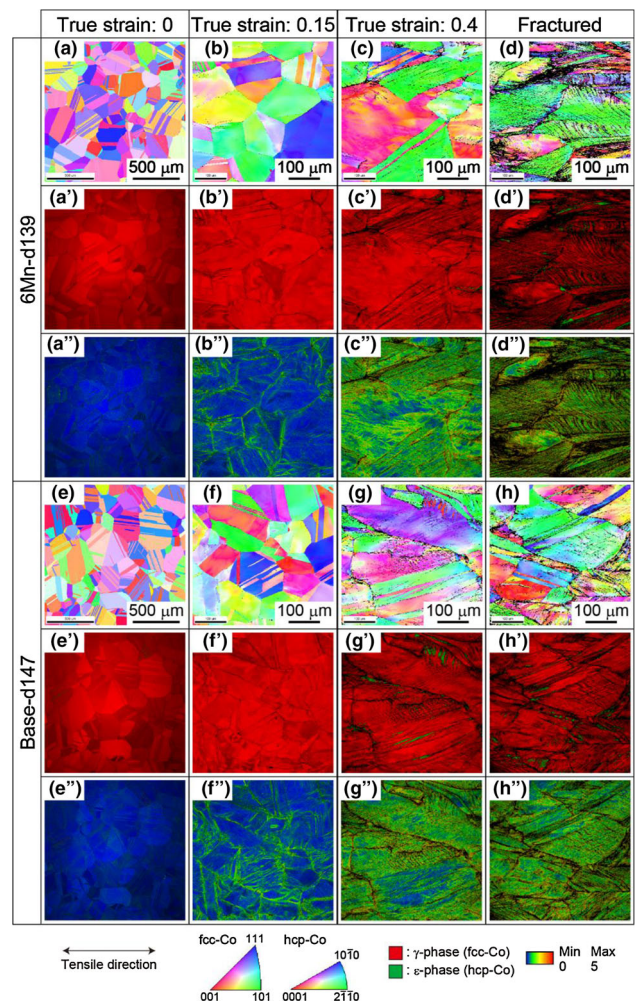 True strain: 0 True strain: 0.15 True strain: 0.4 Fractured
(a) (b) (c) (d)
500 μm 100 μm 100 μm 100 μm
6Mn-d139
(a') (b') (c') (d')
(a'') (b'') (c'') (d'')
(e) (f) (g) (h)
500 μm 100 μm 100 μm 100 μm
Base-d147
(e') (f') (g') (h')
(e'') (f'') (g'') (h'')
Tensile direction
fcc-Co 111
001 101
hcp-Co
101̅0
0001 21̅1̅0
: γ-phase (fcc-Co)
: ε-phase (hcp-Co)
Min Max
0 5